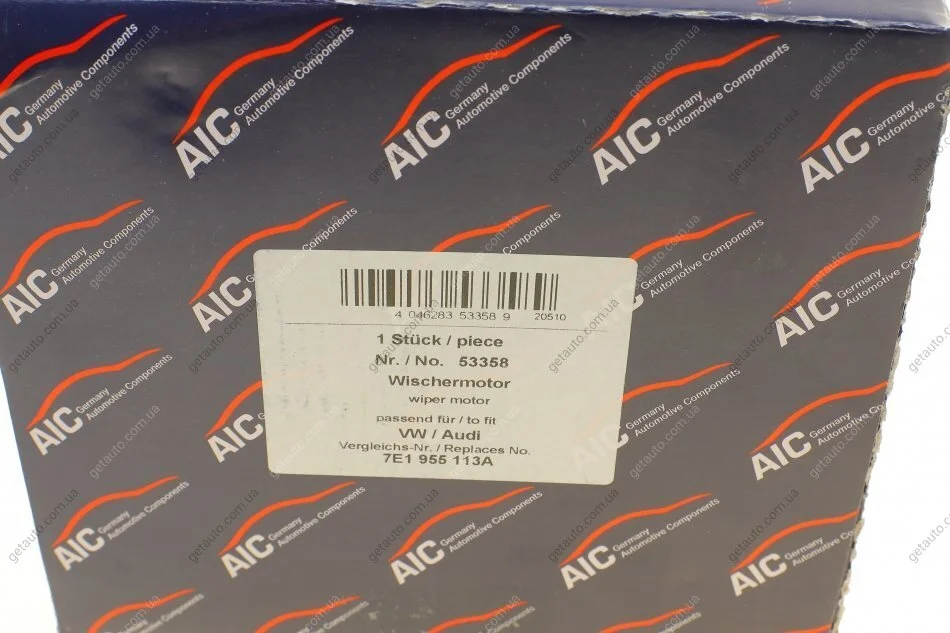 AIC Germany Automotive Components
4 046283 53358 9 20510
1 Stück / piece
Nr. / No. 53358
Wischermotor
wiper motor
passend für / to fit
VW / Audi
Vergleichs-Nr. / Replaces No.
7E1 955 113A
getauto.com.ua